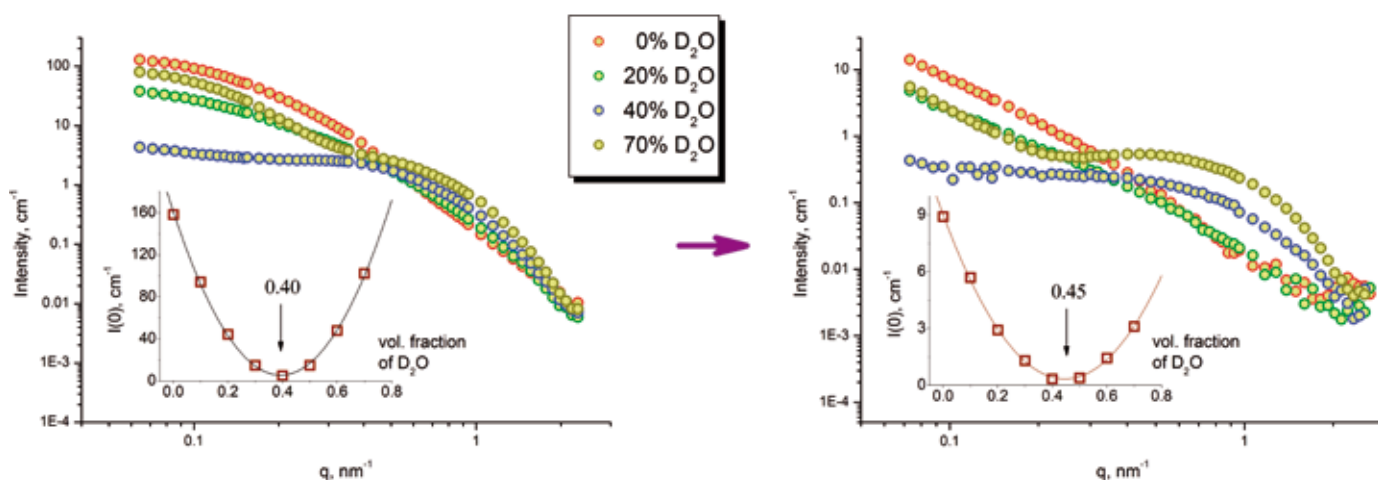 100
10
1
0.1
0.01
1E-3
1E-4
Intensity, cm⁻¹
0.1
1
q, nm⁻¹
160
120
80
40
0
I(0), cm⁻¹
0.0
0.2
0.4
0.6
0.8
0.40
vol. fraction
of D₂O
0% D₂O
20% D₂O
40% D₂O
70% D₂O
10
1
0.1
0.01
1E-3
1E-4
Intensity, cm⁻¹
0.1
1
q, nm⁻¹
9
6
3
0
I(0), cm⁻¹
0.0
0.2
0.4
0.6
0.8
0.45
vol. fraction
of D₂O